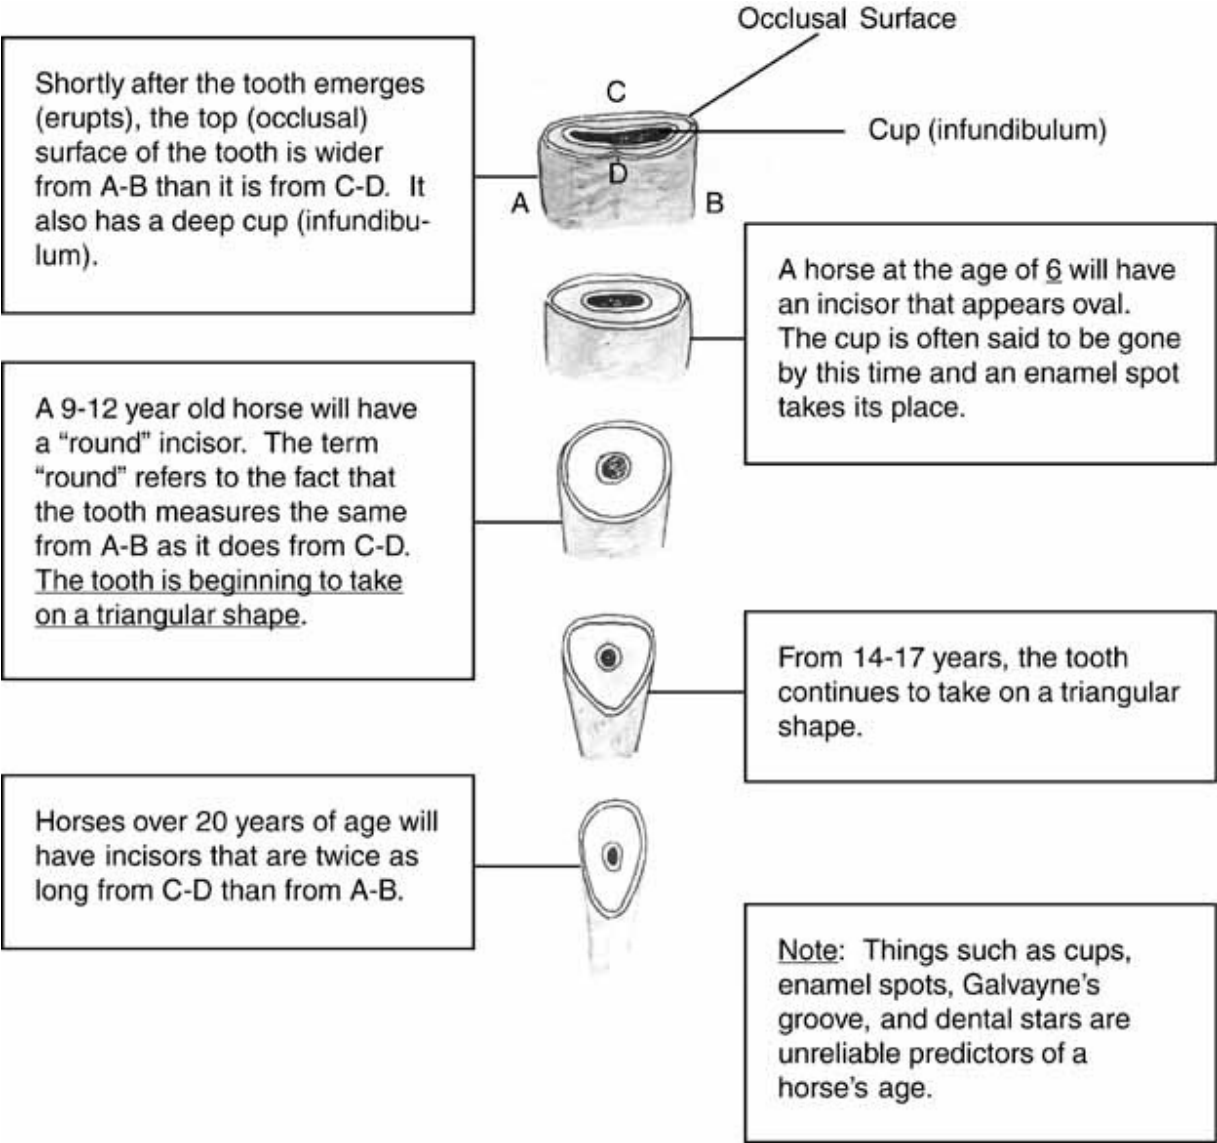 Occlusal Surface
Shortly after the tooth emerges
(erupts), the top (occlusal)
surface of the tooth is wider
from A-B than it is from C-D. It
also has a deep cup (infundibu-
lum).
C
Cup (infundibulum)
D
A
B
A horse at the age of 6 will have
an incisor that appears oval.
The cup is often said to be gone
by this time and an enamel spot
takes its place.
A 9-12 year old horse will have
a “round” incisor. The term
“round” refers to the fact that
the tooth measures the same
from A-B as it does from C-D.
The tooth is beginning to take
on a triangular shape.
From 14-17 years, the tooth
continues to take on a triangular
shape.
Horses over 20 years of age will
have incisors that are twice as
long from C-D than from A-B.
Note: Things such as cups,
enamel spots, Galvayne’s
groove, and dental stars are
unreliable predictors of a
horse’s age.